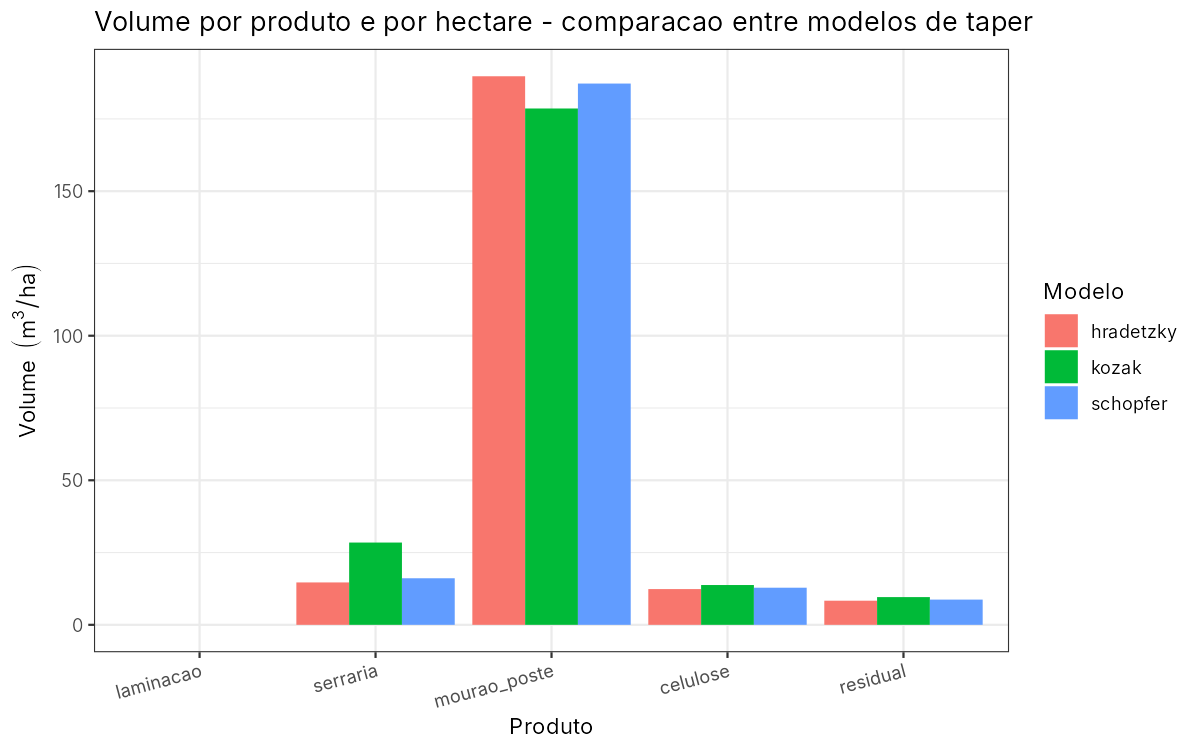 Volume por produto e por hectare - comparacao entre modelos de taper
Volume (m³/ha)
150
100
50
0
laminacao
serraria
mourao_poste
celulose
residual
Produto
Modelo
hradetzky
kozak
schopfer